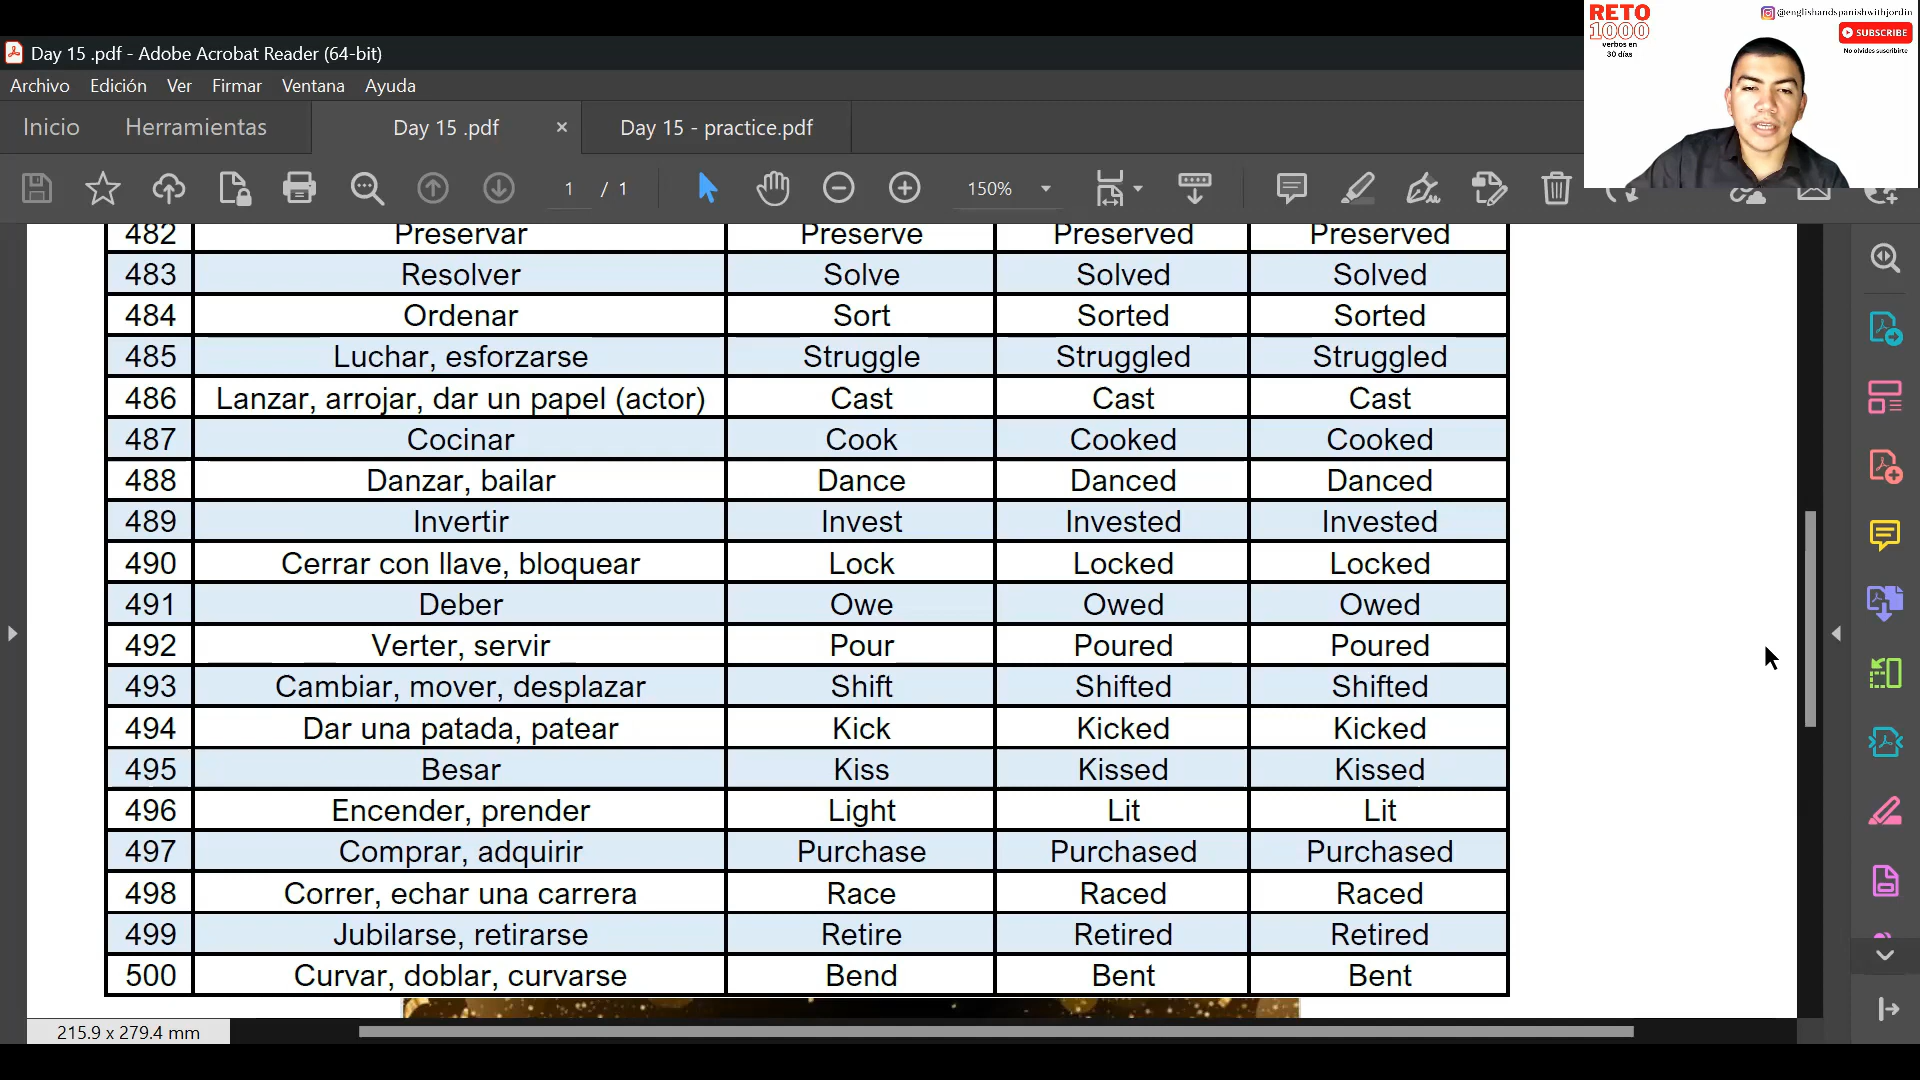 RETO
1000
verbos en
30 días
@englishandspanishwithjordin
SUBSCRIBE
No olvides suscribirte
Day 15 .pdf - Adobe Acrobat Reader (64-bit)
Archivo Edición Ver Firmar Ventana Ayuda
Inicio Herramientas Day 15 .pdf × Day 15 - practice.pdf
1 / 1 150%
482 Preservar Preserve Preserved Preserved
483 Resolver Solve Solved Solved
484 Ordenar Sort Sorted Sorted
485 Luchar, esforzarse Struggle Struggled Struggled
486 Lanzar, arrojar, dar un papel (actor) Cast Cast Cast
487 Cocinar Cook Cooked Cooked
488 Danzar, bailar Dance Danced Danced
489 Invertir Invest Invested Invested
490 Cerrar con llave, bloquear Lock Locked Locked
491 Deber Owe Owed Owed
492 Verter, servir Pour Poured Poured
493 Cambiar, mover, desplazar Shift Shifted Shifted
494 Dar una patada, patear Kick Kicked Kicked
495 Besar Kiss Kissed Kissed
496 Encender, prender Light Lit Lit
497 Comprar, adquirir Purchase Purchased Purchased
498 Correr, echar una carrera Race Raced Raced
499 Jubilarse, retirarse Retire Retired Retired
500 Curvar, doblar, curvarse Bend Bent Bent
215.9 x 279.4 mm